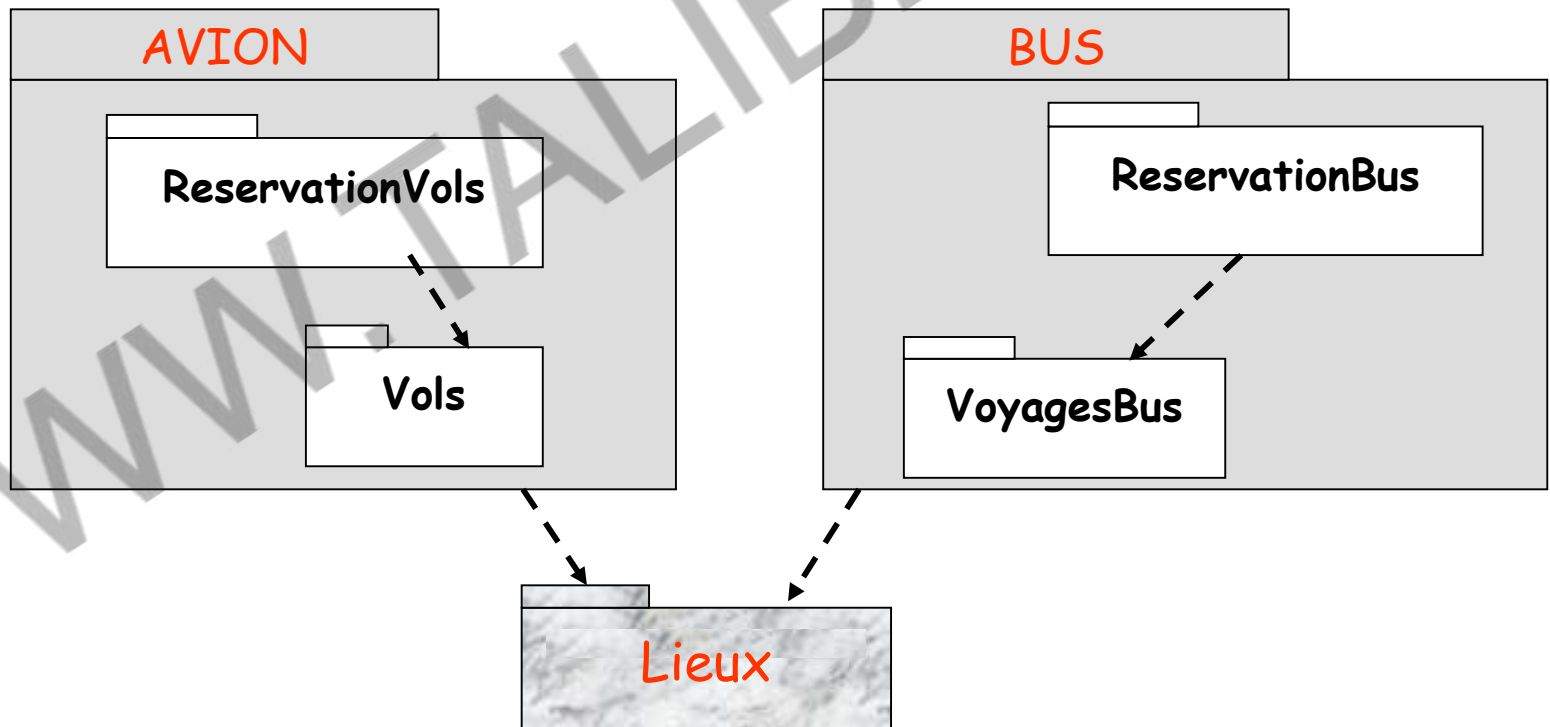 AVION
BUS
ReservationVols
ReservationBus
Vols
VoyagesBus
Lieux